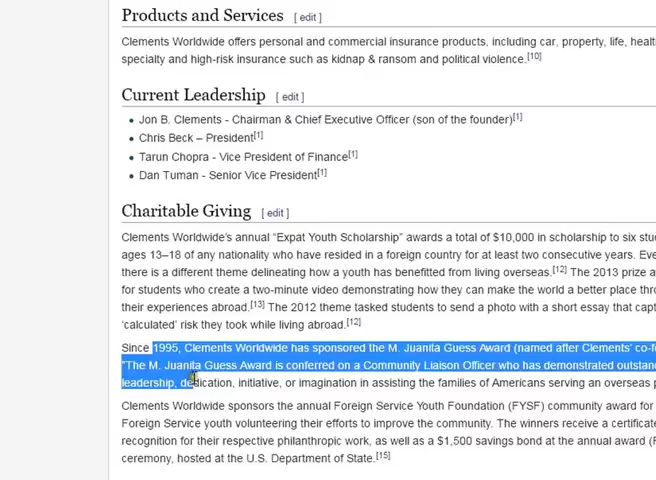 Products and Services [ edit ]
Clements Worldwide offers personal and commercial insurance products, including car, property, life, healt
specialty and high-risk insurance such as kidnap & ransom and political violence.[10]
Current Leadership [ edit ]
Jon B. Clements - Chairman & Chief Executive Officer (son of the founder)[1]
Chris Beck – President[1]
Tarun Chopra - Vice President of Finance[1]
Dan Tuman - Senior Vice President[1]
Charitable Giving [ edit ]
Clements Worldwide's annual “Expat Youth Scholarship” awards a total of $10,000 in scholarship to six stu
ages 13–18 of any nationality who have resided in a foreign country for at least two consecutive years. Eve
there is a different theme delineating how a youth has benefitted from living overseas.[12] The 2013 prize a
for students who create a two-minute video demonstrating how they can make the world a better place thr
their experiences abroad.[13] The 2012 theme tasked students to send a photo with a short essay that capt
‘calculated’ risk they took while living abroad.[12]
Since 1995, Clements Worldwide has sponsored the M. Juanita Guess Award (named after Clements' co-f
“The M. Juanita Guess Award is conferred on a Community Liaison Officer who has demonstrated outstand
leadership, dedication, initiative, or imagination in assisting the families of Americans serving an overseas p
Clements Worldwide sponsors the annual Foreign Service Youth Foundation (FYSF) community award for
Foreign Service youth volunteering their efforts to improve the community. The winners receive a certificate
recognition for their respective philanthropic work, as well as a $1,500 savings bond at the annual award (F
ceremony, hosted at the U.S. Department of State.[15]